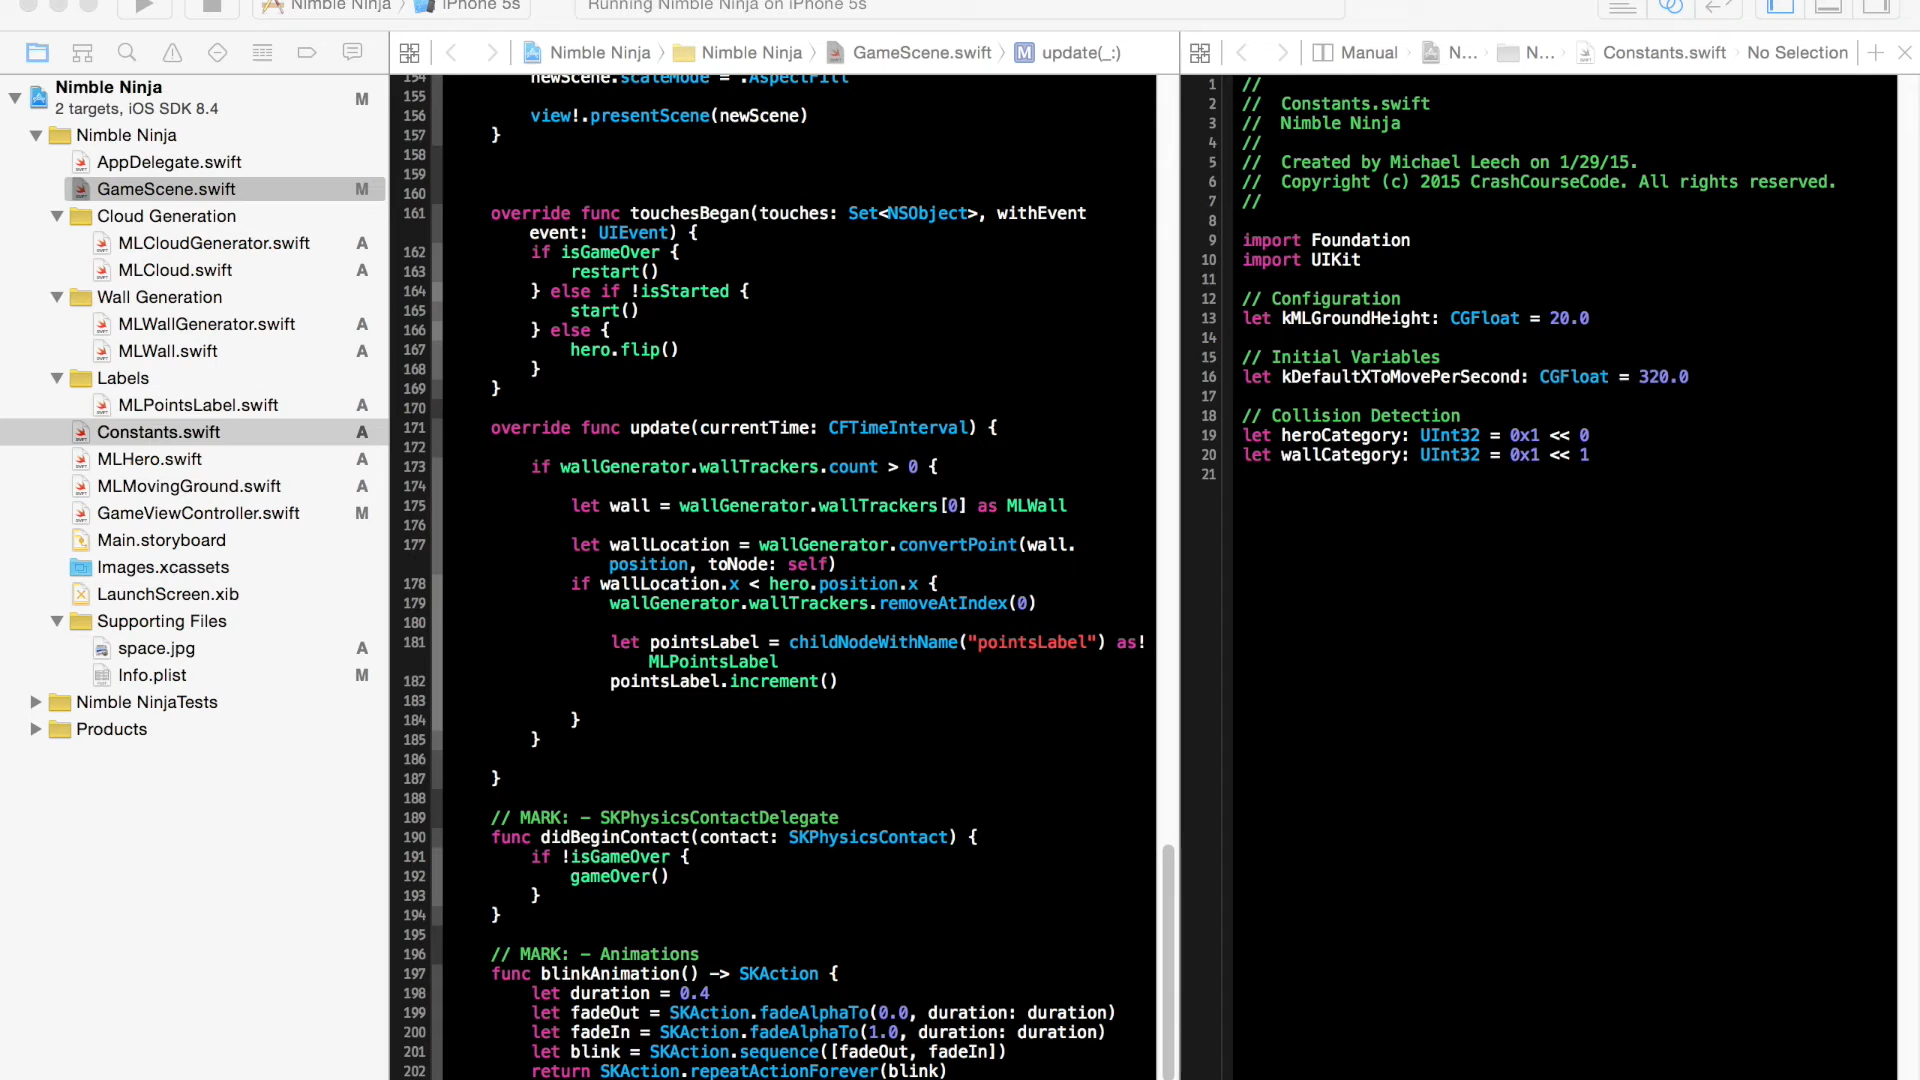 Nimble Ninja iPhone 5s
Running Nimble Ninja on iPhone 5s
Nimble Ninja
GameScene.swift
M update(_:)
Manual
N...
N...
Constants.swift
No Selection
Nimble Ninja M
2 targets, iOS SDK 8.4
Nimble Ninja
AppDelegate.swift
GameScene.swift M
Cloud Generation
MLCloudGenerator.swift A
MLCloud.swift A
Wall Generation
MLWallGenerator.swift A
MLWall.swift A
Labels
MLPointsLabel.swift A
Constants.swift A
MLHero.swift A
MLMovingGround.swift A
GameViewController.swift M
Main.storyboard
Images.xcassets
LaunchScreen.xib
Supporting Files
space.jpg A
Info.plist M
Nimble NinjaTests
Products
154 newScene.scaleMode = .AspectFill
155
156 view!.presentScene(newScene)
157 }
158
159
160
161 override func touchesBegan(touches: Set<NSObject>, withEvent
event: UIEvent) {
162 if isGameOver {
163 restart()
164 } else if !isStarted {
165 start()
166 } else {
167 hero.flip()
168 }
169 }
170
171 override func update(currentTime: CFTimeInterval) {
172
173 if wallGenerator.wallTrackers.count > 0 {
174
175 let wall = wallGenerator.wallTrackers[0] as MLWall
176
177 let wallLocation = wallGenerator.convertPoint(wall.
position, toNode: self)
178 if wallLocation.x < hero.position.x {
179 wallGenerator.wallTrackers.removeAtIndex(0)
180
181 let pointsLabel = childNodeWithName("pointsLabel") as!
MLPointsLabel
182 pointsLabel.increment()
183
184 }
185 }
186
187 }
188
189 // MARK: - SKPhysicsContactDelegate
190 func didBeginContact(contact: SKPhysicsContact) {
191 if !isGameOver {
192 gameOver()
193 }
194 }
195
196 // MARK: - Animations
197 func blinkAnimation() -> SKAction {
198 let duration = 0.4
199 let fadeOut = SKAction.fadeAlphaTo(0.0, duration: duration)
200 let fadeIn = SKAction.fadeAlphaTo(1.0, duration: duration)
201 let blink = SKAction.sequence([fadeOut, fadeIn])
202 return SKAction.repeatActionForever(blink)
1 //
2 // Constants.swift
3 // Nimble Ninja
4 //
5 // Created by Michael Leech on 1/29/15.
6 // Copyright (c) 2015 CrashCourseCode. All rights reserved.
7 //
8
9 import Foundation
10 import UIKit
11
12 // Configuration
13 let kMLGroundHeight: CGFloat = 20.0
14
15 // Initial Variables
16 let kDefaultXToMovePerSecond: CGFloat = 320.0
17
18 // Collision Detection
19 let heroCategory: UInt32 = 0x1 << 0
20 let wallCategory: UInt32 = 0x1 << 1
21